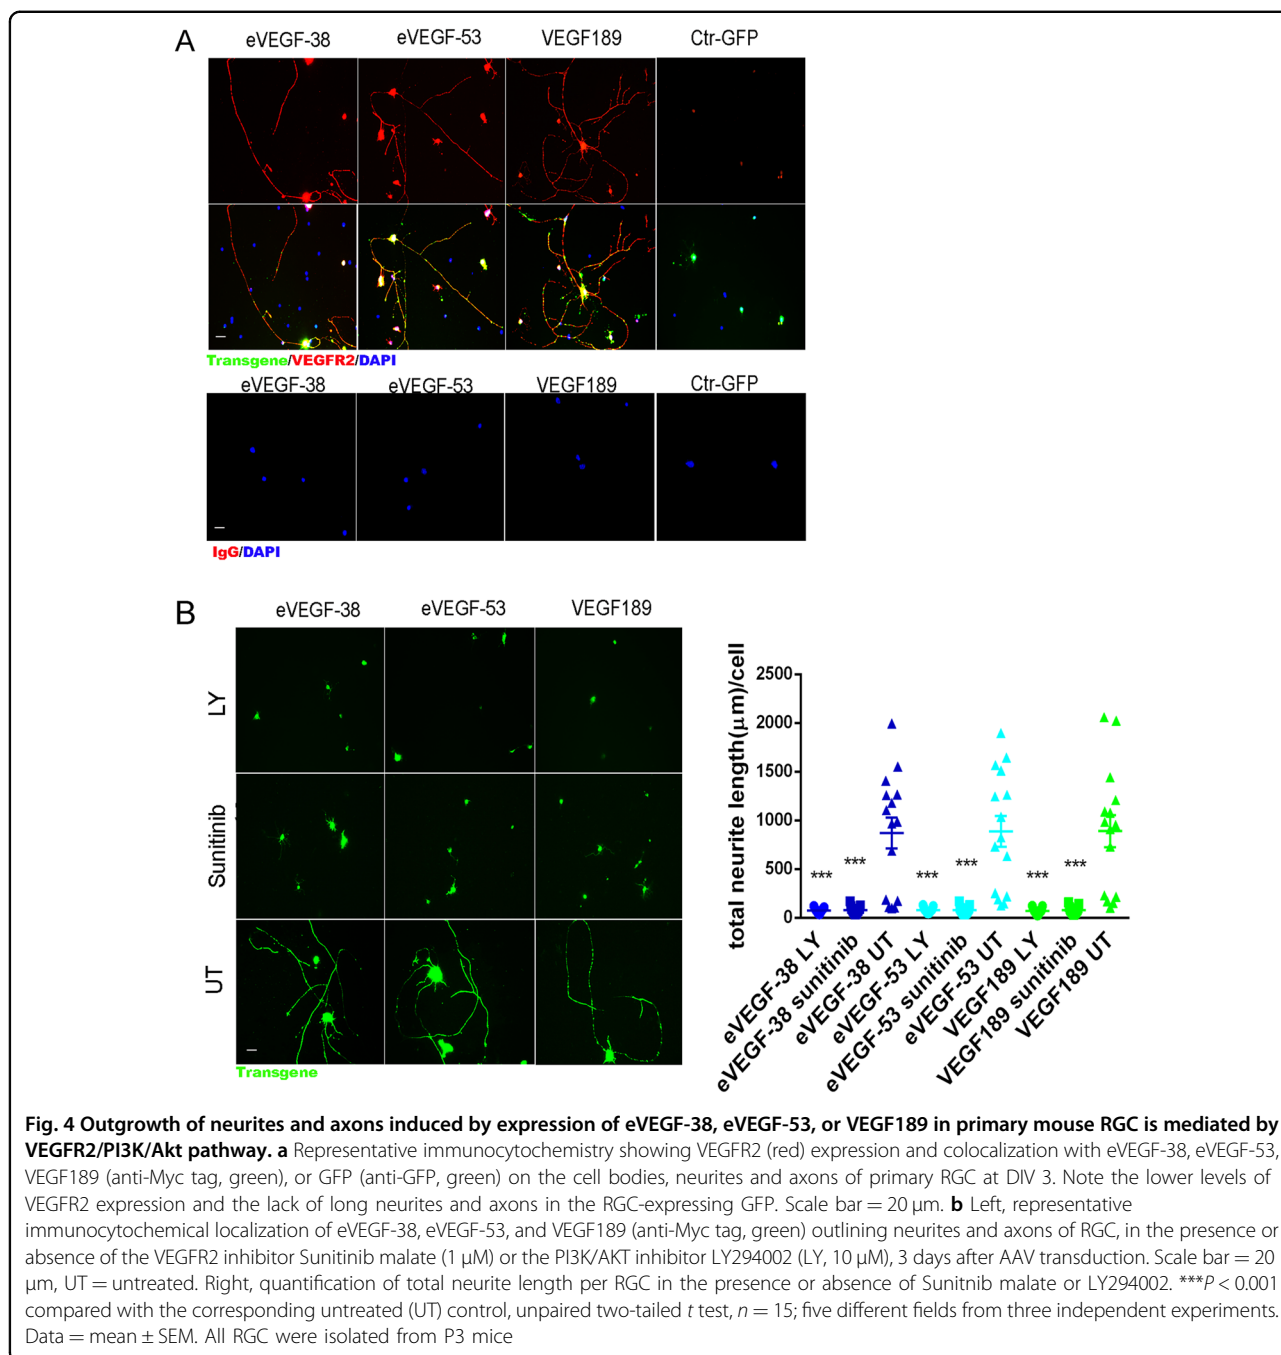 A
eVEGF-38 eVEGF-53 VEGF189 Ctr-GFP
Transgene/VEGFR2/DAPI
eVEGF-38 eVEGF-53 VEGF189 Ctr-GFP
IgG/DAPI
B
eVEGF-38 eVEGF-53 VEGF189
LY
Sunitinib
UT
Transgene
total neurite length(μm)/cell
2500
2000
1500
1000
500
0
*** *** *** *** *** ***
eVEGF-38 LY
eVEGF-38 sunitinib
eVEGF-38 UT
eVEGF-53 LY
eVEGF-53 sunitinib
eVEGF-53 UT
VEGF189 LY
VEGF189 sunitinib
VEGF189 UT
Fig. 4 Outgrowth of neurites and axons induced by expression of eVEGF-38, eVEGF-53, or VEGF189 in primary mouse RGC is mediated by
VEGFR2/PI3K/Akt pathway. a Representative immunocytochemistry showing VEGFR2 (red) expression and colocalization with eVEGF-38, eVEGF-53,
VEGF189 (anti-Myc tag, green), or GFP (anti-GFP, green) on the cell bodies, neurites and axons of primary RGC at DIV 3. Note the lower levels of
VEGFR2 expression and the lack of long neurites and axons in the RGC-expressing GFP. Scale bar = 20 μm. b Left, representative
immunocytochemical localization of eVEGF-38, eVEGF-53, and VEGF189 (anti-Myc tag, green) outlining neurites and axons of RGC, in the presence or
absence of the VEGFR2 inhibitor Sunitinib malate (1 μM) or the PI3K/AKT inhibitor LY294002 (LY, 10 μM), 3 days after AAV transduction. Scale bar = 20
μm, UT = untreated. Right, quantification of total neurite length per RGC in the presence or absence of Sunitnib malate or LY294002. ***P < 0.001
compared with the corresponding untreated (UT) control, unpaired two-tailed t test, n = 15; five different fields from three independent experiments.
Data = mean ± SEM. All RGC were isolated from P3 mice